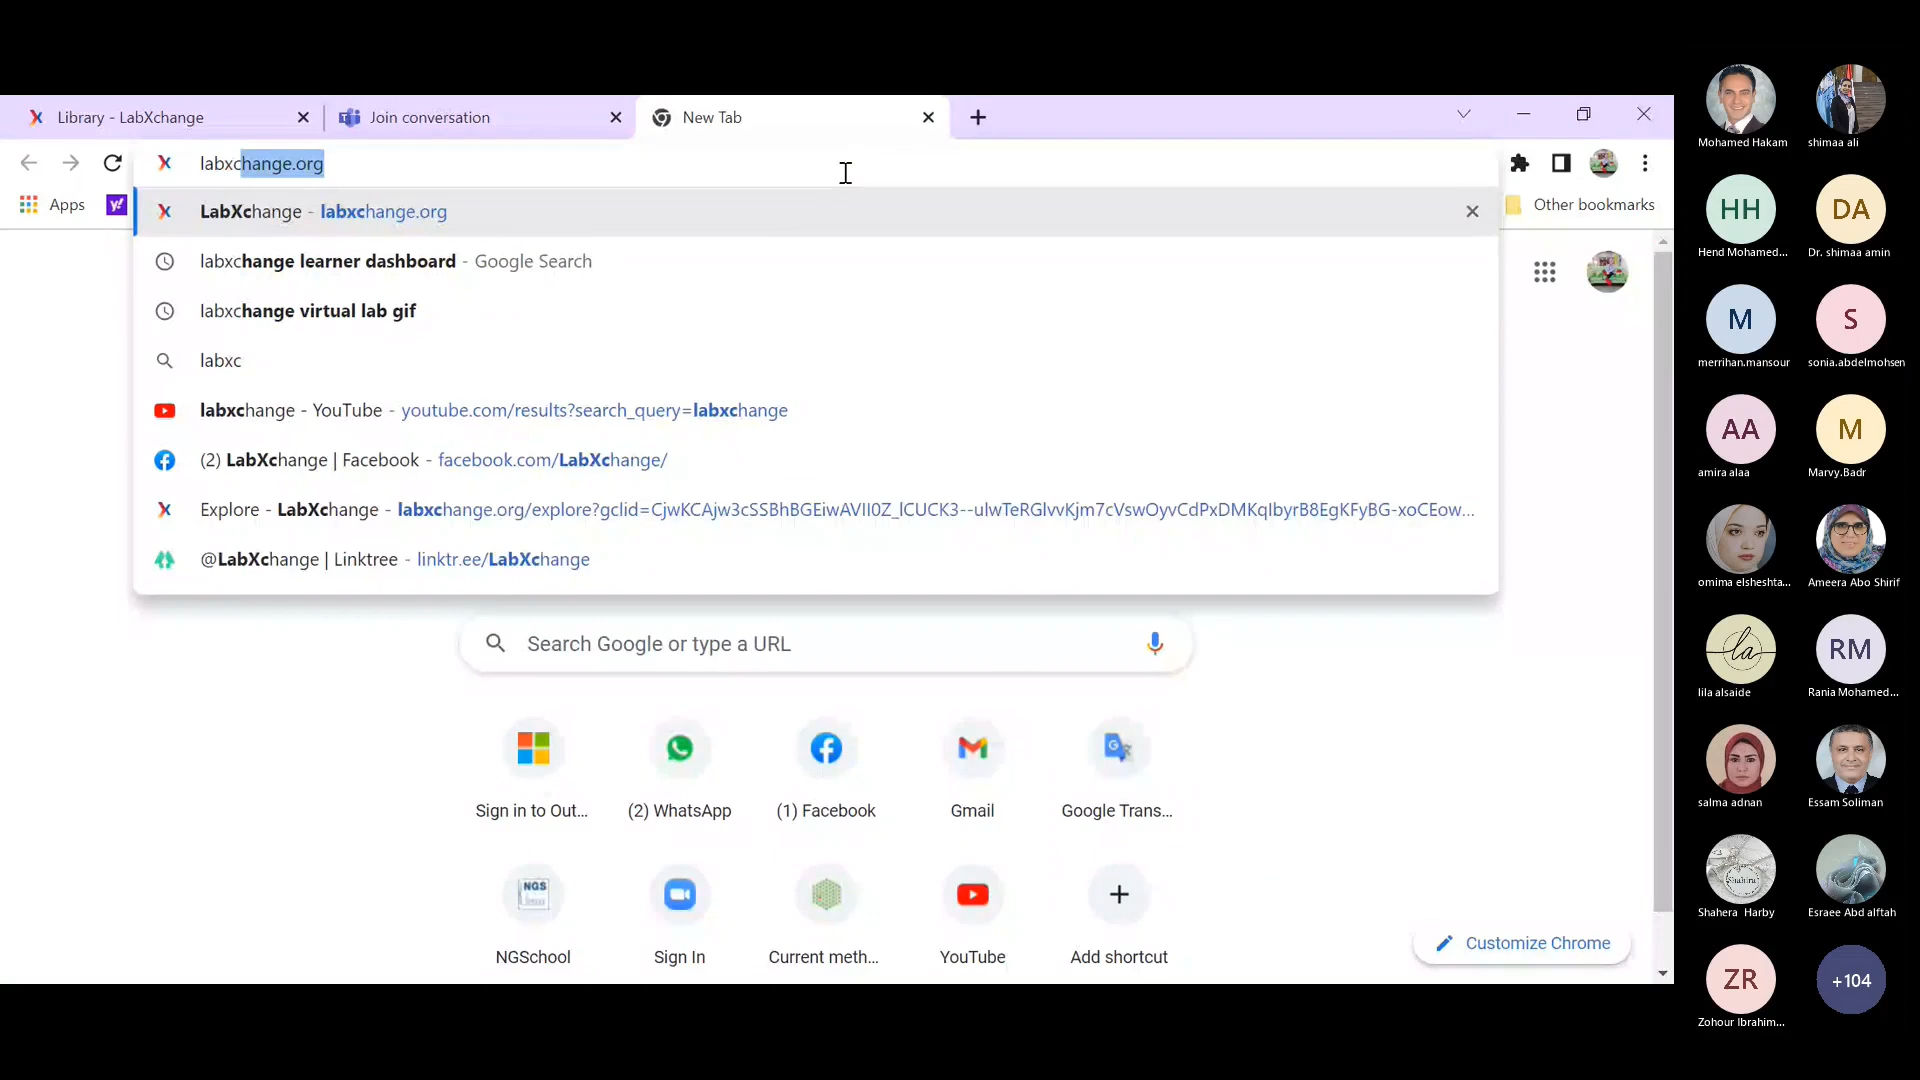 Library - LabXchange
Join conversation
New Tab
labxchange.org
Apps
Other bookmarks
LabXchange - labxchange.org
labxchange learner dashboard - Google Search
labxchange virtual lab gif
labxc
labxchange - YouTube - youtube.com/results?search_query=labxchange
(2) LabXchange | Facebook - facebook.com/LabXchange/
Explore - LabXchange - labxchange.org/explore?gclid=CjwKCAjw3cSSBhBGEiwAVII0Z_lCUCK3--ulwTeRGlvvKjm7cVswOyvCdPxDMKqIbyrB8EgKFyBG-xoCEow...
@LabXchange | Linktree - linktr.ee/LabXchange
Search Google or type a URL
Sign in to Out...
(2) WhatsApp
(1) Facebook
Gmail
Google Trans...
NGS
NGSchool
Sign In
Current meth...
YouTube
Add shortcut
Customize Chrome
Mohamed Hakam
shimaa ali
HH
DA
Hend Mohamed...
Dr. shimaa amin
M
S
merrihan.mansour
sonia.abdelmohsen
AA
M
amira alaa
Marvy.Badr
omima elsheshta...
Ameera Abo Shirif
la
RM
lila alsaide
Rania Mohamed...
salma adnan
Essam Soliman
Shahira
Shahera Harby
Esraee Abd alftah
ZR
+104
Zohour Ibrahim...